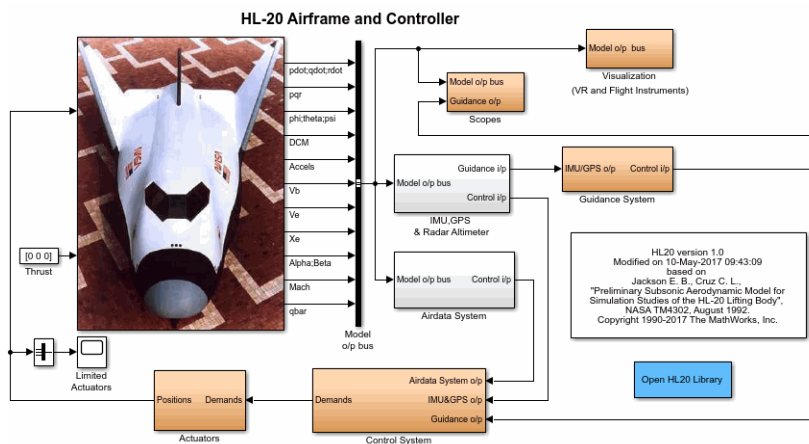 HL-20 Airframe and Controller
pdot;qdot;rdot
pqr
phi;theta;psi
DCM
Accels
Vb
Ve
Xe
Alpha;Beta
Mach
qbar
[0 0 0]
Thrust
Model
o/p bus
Model o/p bus
Visualization
(VR and Flight Instruments)
Model o/p bus
Guidance o/p
Scopes
Model o/p bus
Guidance i/p
Control i/p
IMU,GPS
& Radar Altimeter
IMU/GPS o/p
Control i/p
Guidance System
Model o/p bus
Control i/p
Airdata System
HL20 version 1.0
Modified on 10-May-2017 09:43:09
based on
Jackson E. B., Cruz C. L.,
"Preliminary Subsonic Aerodynamic Model for
Simulation Studies of the HL-20 Lifting Body",
NASA TM4302, August 1992.
Copyright 1990-2017 The MathWorks, Inc.
Open HL20 Library
Limited
Actuators
Positions
Demands
Actuators
Demands
Airdata System o/p
IMU&GPS o/p
Guidance o/p
Control System